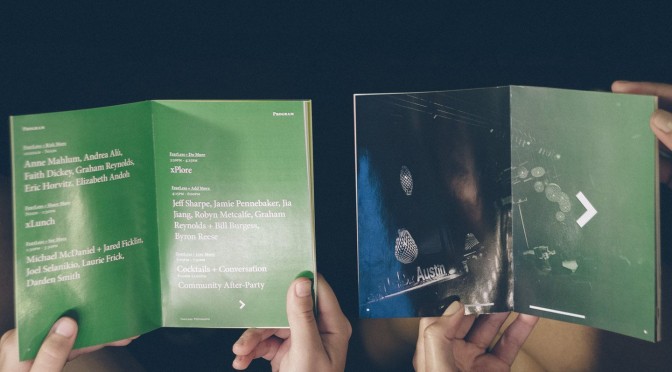 Program
Anne Mahlum, Andrea Ali,
Faith Dickey, Graham Reynolds,
Eric Horvitz, Elizabeth Andoh
xLunch
Michael McDaniel + Jared Ficklin,
Joel Selanikio, Laurie Frick,
Darden Smith
Program
xPlore
Jeff Sharpe, Jamie Pennebaker, Jia
Jiang, Robyn Metcalfe, Graham
Reynolds + Bill Burgess,
Byron Reese
Cocktails + Conversation
Community After-Party
Austin